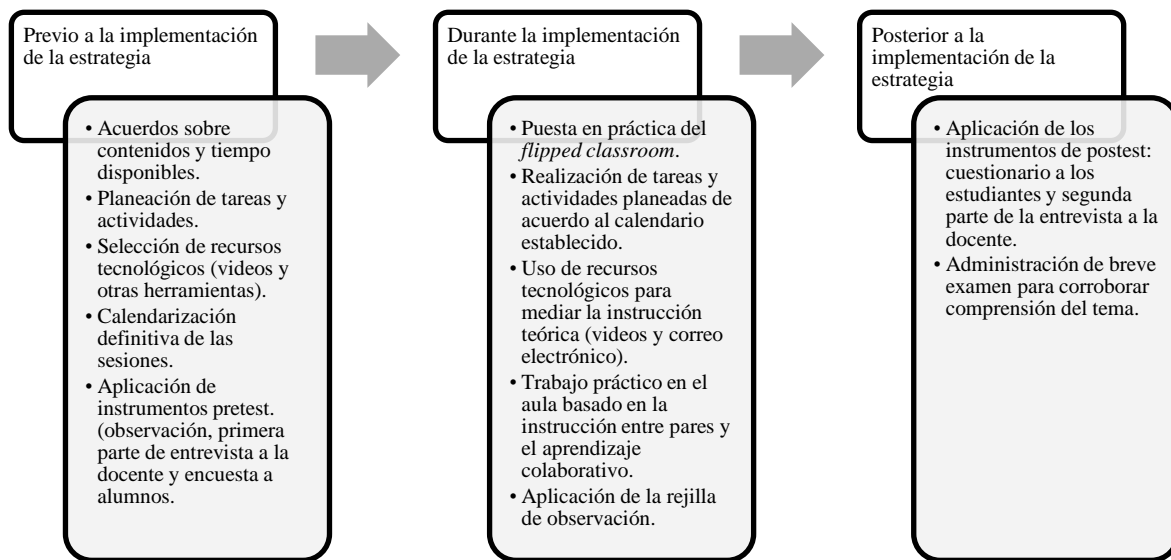 Previo a la implementación
de la estrategia
• Acuerdos sobre
contenidos y tiempo
disponibles.
• Planeación de tareas y
actividades.
• Selección de recursos
tecnológicos (videos y
otras herramientas).
• Calendarización
definitiva de las
sesiones.
• Aplicación de
instrumentos pretest.
(observación, primera
parte de entrevista a la
docente y encuesta a
alumnos.
Durante la implementación
de la estrategia
• Puesta en práctica del
flipped classroom.
• Realización de tareas y
actividades planeadas de
acuerdo al calendario
establecido.
• Uso de recursos
tecnológicos para
mediar la instrucción
teórica (videos y correo
electrónico).
• Trabajo práctico en el
aula basado en la
instrucción entre pares y
el aprendizaje
colaborativo.
• Aplicación de la rejilla
de observación.
Posterior a la
implementación de la
estrategia
• Aplicación de los
instrumentos de postest:
cuestionario a los
estudiantes y segunda
parte de la entrevista a la
docente.
• Administración de breve
examen para corroborar
comprensión del tema.